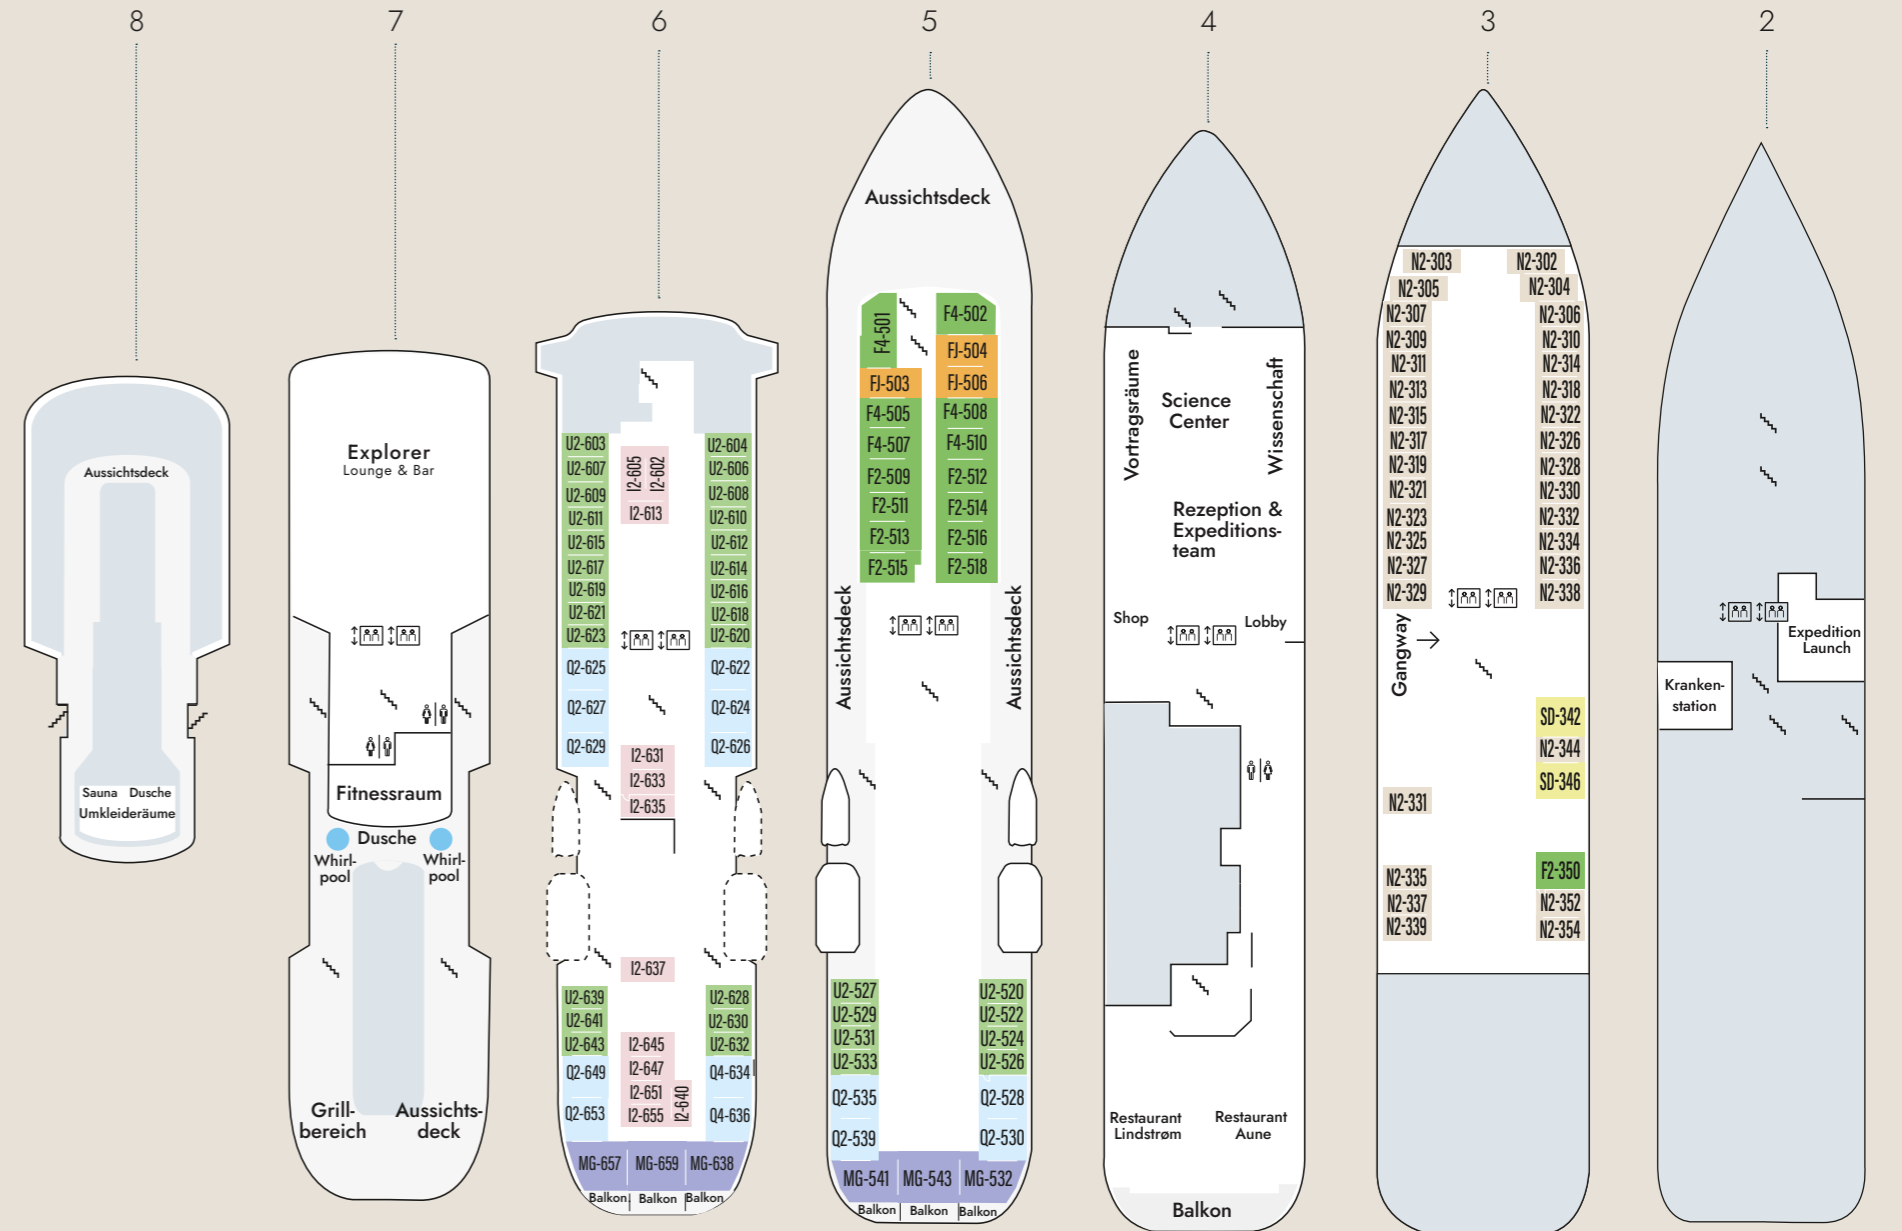 8
7
6
5
4
3
2
Aussichtsdeck
Sauna Dusche
Umkleideräume
Explorer
Lounge & Bar
Fitnessraum
Dusche
Whirl-
pool
Whirl-
pool
Grill-
bereich
Aussichts-
deck
U2-603
U2-607
U2-609
U2-611
U2-615
U2-617
U2-619
U2-621
U2-623
Q2-625
Q2-627
Q2-629
I2-605
I2-602
I2-613
U2-604
U2-606
U2-608
U2-610
U2-612
U2-614
U2-616
U2-618
U2-620
Q2-622
Q2-624
Q2-626
I2-631
I2-633
I2-635
I2-637
U2-639
U2-641
U2-643
Q2-649
Q2-653
I2-645
I2-647
I2-651
I2-655
I2-640
U2-628
U2-630
U2-632
Q4-634
Q4-636
MG-657
MG-659
MG-638
Balkon
Balkon
Balkon
Aussichtsdeck
F4-501
FJ-503
F4-505
F4-507
F2-509
F2-511
F2-513
F2-515
F4-502
FJ-504
FJ-506
F4-508
F4-510
F2-512
F2-514
F2-516
F2-518
Aussichtsdeck
Aussichtsdeck
U2-527
U2-529
U2-531
U2-533
Q2-535
Q2-539
U2-520
U2-522
U2-524
U2-526
Q2-528
Q2-530
MG-541
MG-543
MG-532
Balkon
Balkon
Balkon
Vortragsräume
Science
Center
Wissenschaft
Rezeption &
Expeditions-
team
Shop
Lobby
Restaurant
Lindstrøm
Restaurant
Aune
Balkon
N2-303
N2-305
N2-307
N2-309
N2-311
N2-313
N2-315
N2-317
N2-319
N2-321
N2-323
N2-325
N2-327
N2-329
N2-302
N2-304
N2-306
N2-310
N2-314
N2-318
N2-322
N2-326
N2-328
N2-330
N2-332
N2-334
N2-336
N2-338
Gangway
SD-342
N2-344
SD-346
N2-331
N2-335
N2-337
N2-339
F2-350
N2-352
N2-354
Expedition
Launch
Kranken-
station